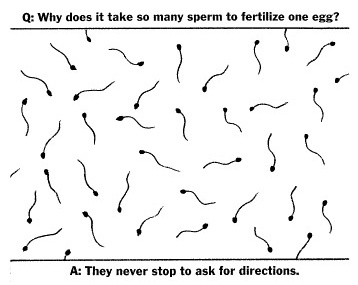 Q: Why does it take so many sperm to fertilize one egg?
A: They never stop to ask for directions.